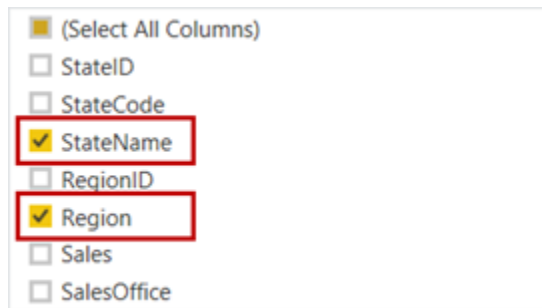 (Select All Columns)
StateID
StateCode
StateName
RegionID
Region
Sales
SalesOffice